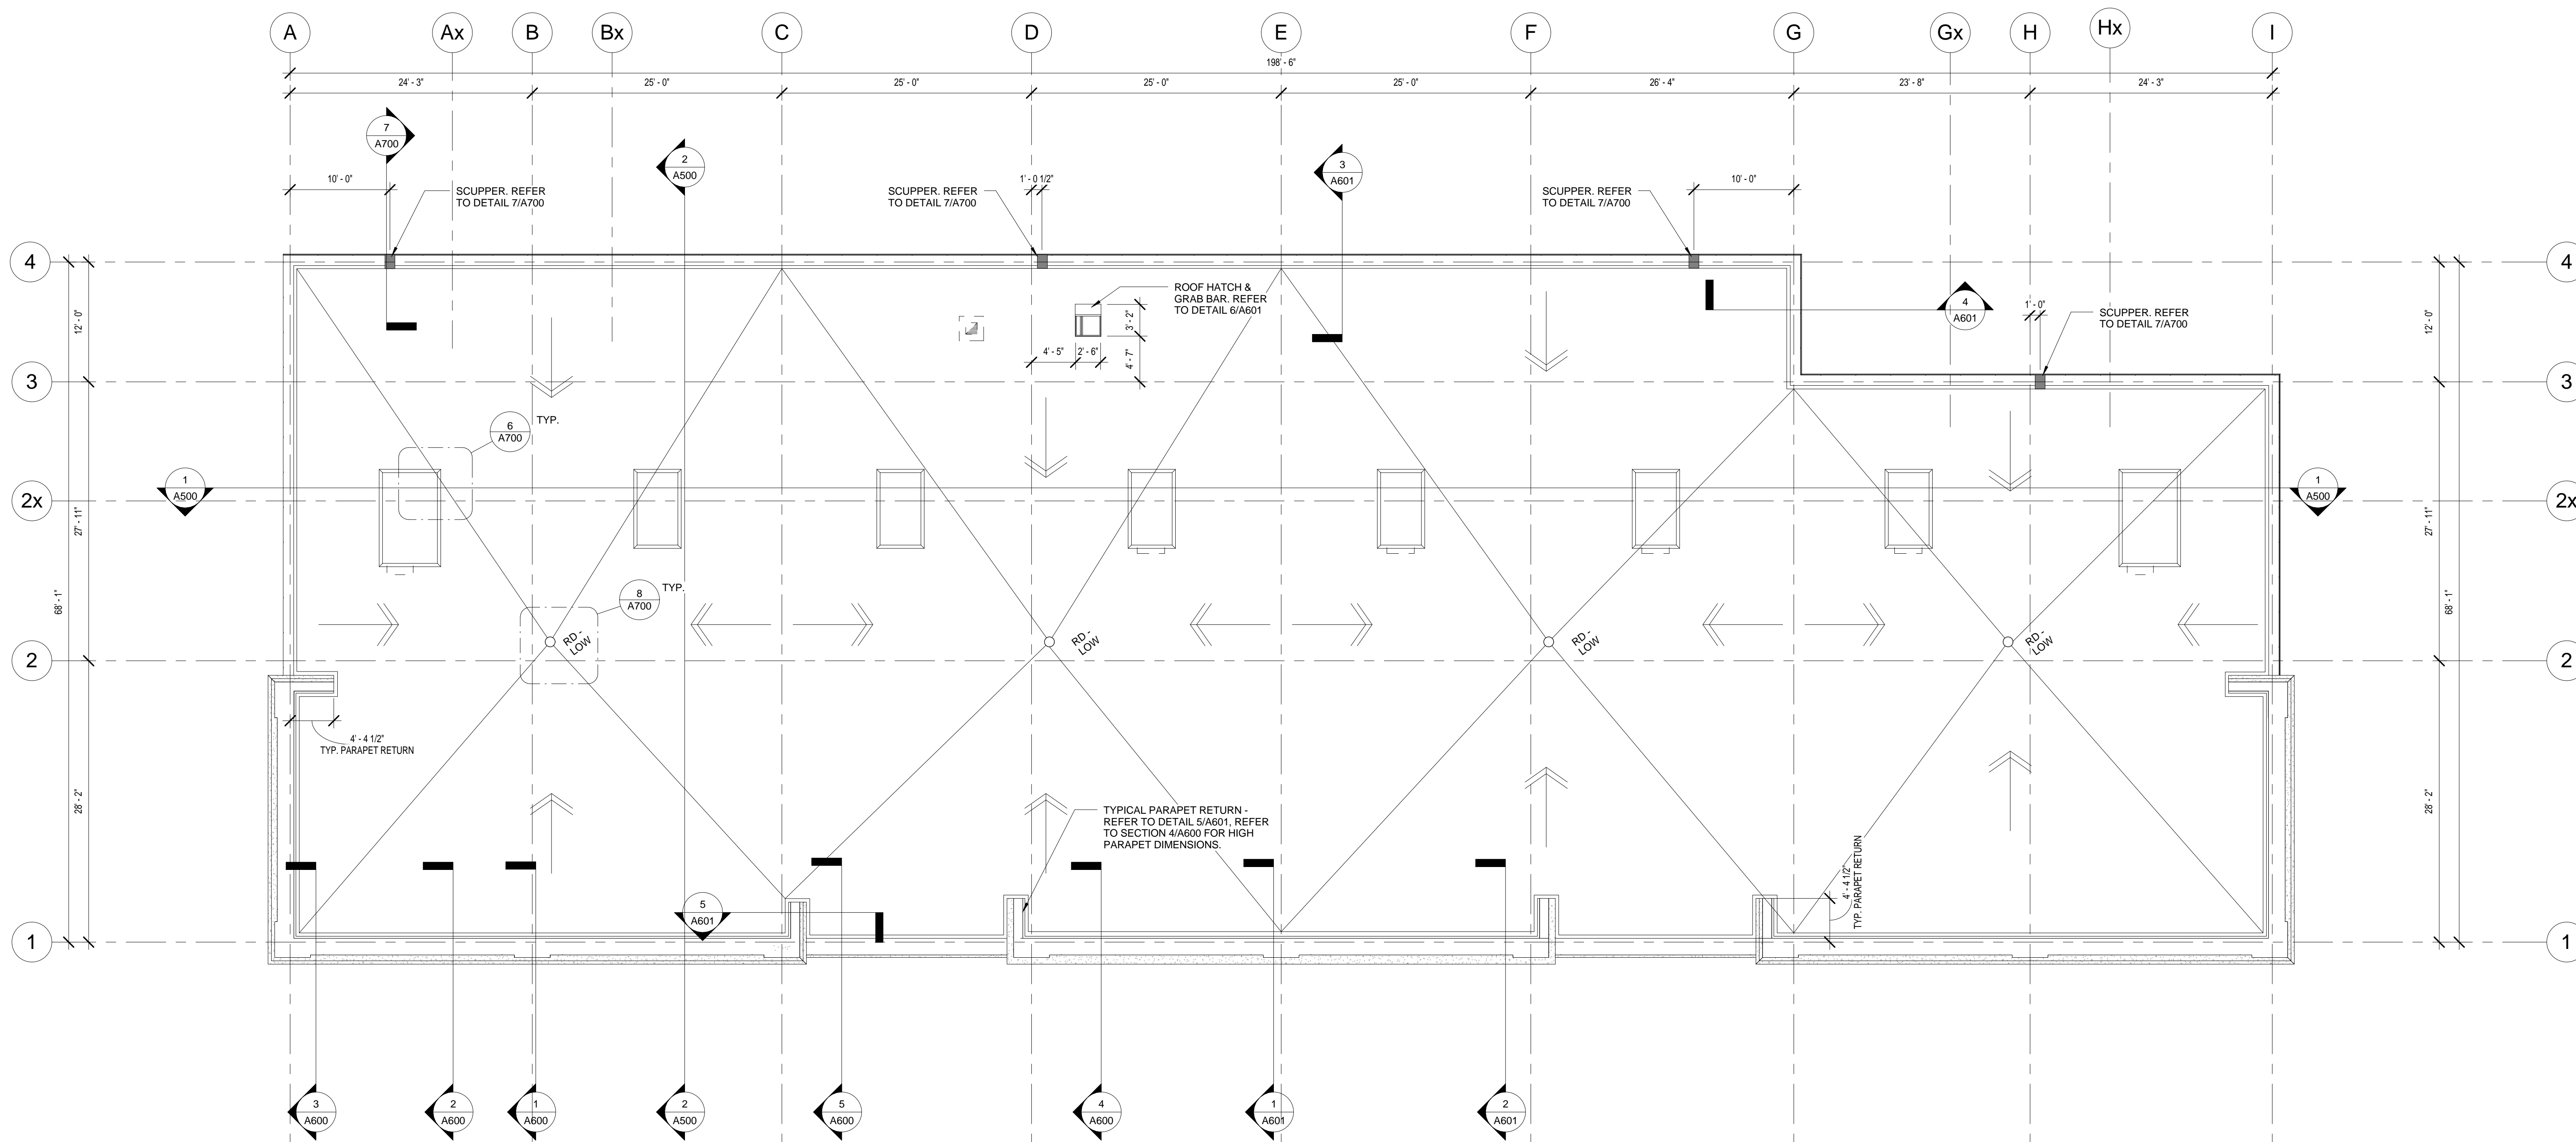 A
Ax
B
Bx
C
D
E
F
G
Gx
H
Hx
I
198' - 6"
24' - 3"
25' - 0"
25' - 0"
25' - 0"
25' - 0"
26' - 4"
23' - 8"
24' - 3"
7
A700
2
A500
3
A601
10' - 0"
SCUPPER. REFER
TO DETAIL 7/A700
SCUPPER. REFER
TO DETAIL 7/A700
1' - 0 1/2"
SCUPPER. REFER
TO DETAIL 7/A700
10' - 0"
4
4
ROOF HATCH &
GRAB BAR. REFER
TO DETAIL 6/A601
3' - 2"
4' - 5"
2' - 6"
4' - 7"
4
A601
1' - 0"
SCUPPER. REFER
TO DETAIL 7/A700
12' - 0"
12' - 0"
3
3
6
A700
TYP.
1
A500
1
A500
2x
2x
27' - 11"
27' - 11"
68' - 1"
68' - 1"
8
A700
TYP.
RD -
LOW
RD -
LOW
RD -
LOW
RD -
LOW
2
2
4' - 4 1/2"
TYP. PARAPET RETURN
28' - 2"
28' - 2"
TYPICAL PARAPET RETURN -
REFER TO DETAIL 5/A601, REFER
TO SECTION 4/A600 FOR HIGH
PARAPET DIMENSIONS.
4' - 4 1/2"
TYP. PARAPET RETURN
5
A601
1
1
3
A600
2
A600
1
A600
2
A500
5
A600
4
A600
1
A601
2
A601